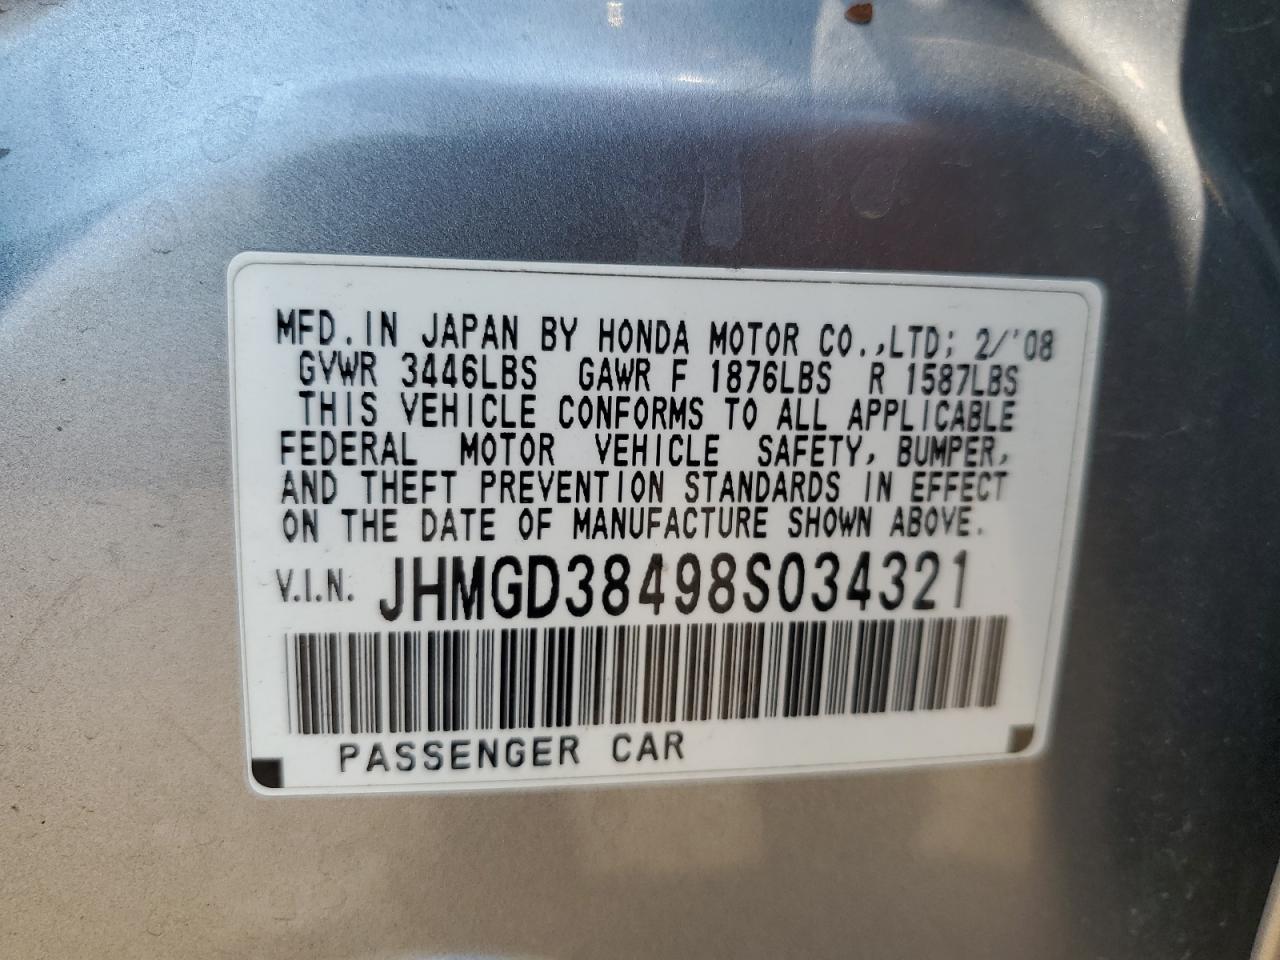 MFD. IN JAPAN BY HONDA MOTOR CO.,LTD; 2/'08
GVWR 3446LBS GAWR F 1876LBS R 1587LBS
THIS VEHICLE CONFORMS TO ALL APPLICABLE
FEDERAL MOTOR VEHICLE SAFETY, BUMPER,
AND THEFT PREVENTION STANDARDS IN EFFECT
ON THE DATE OF MANUFACTURE SHOWN ABOVE.
V.I.N. JHMGD38498S034321
PASSENGER CAR